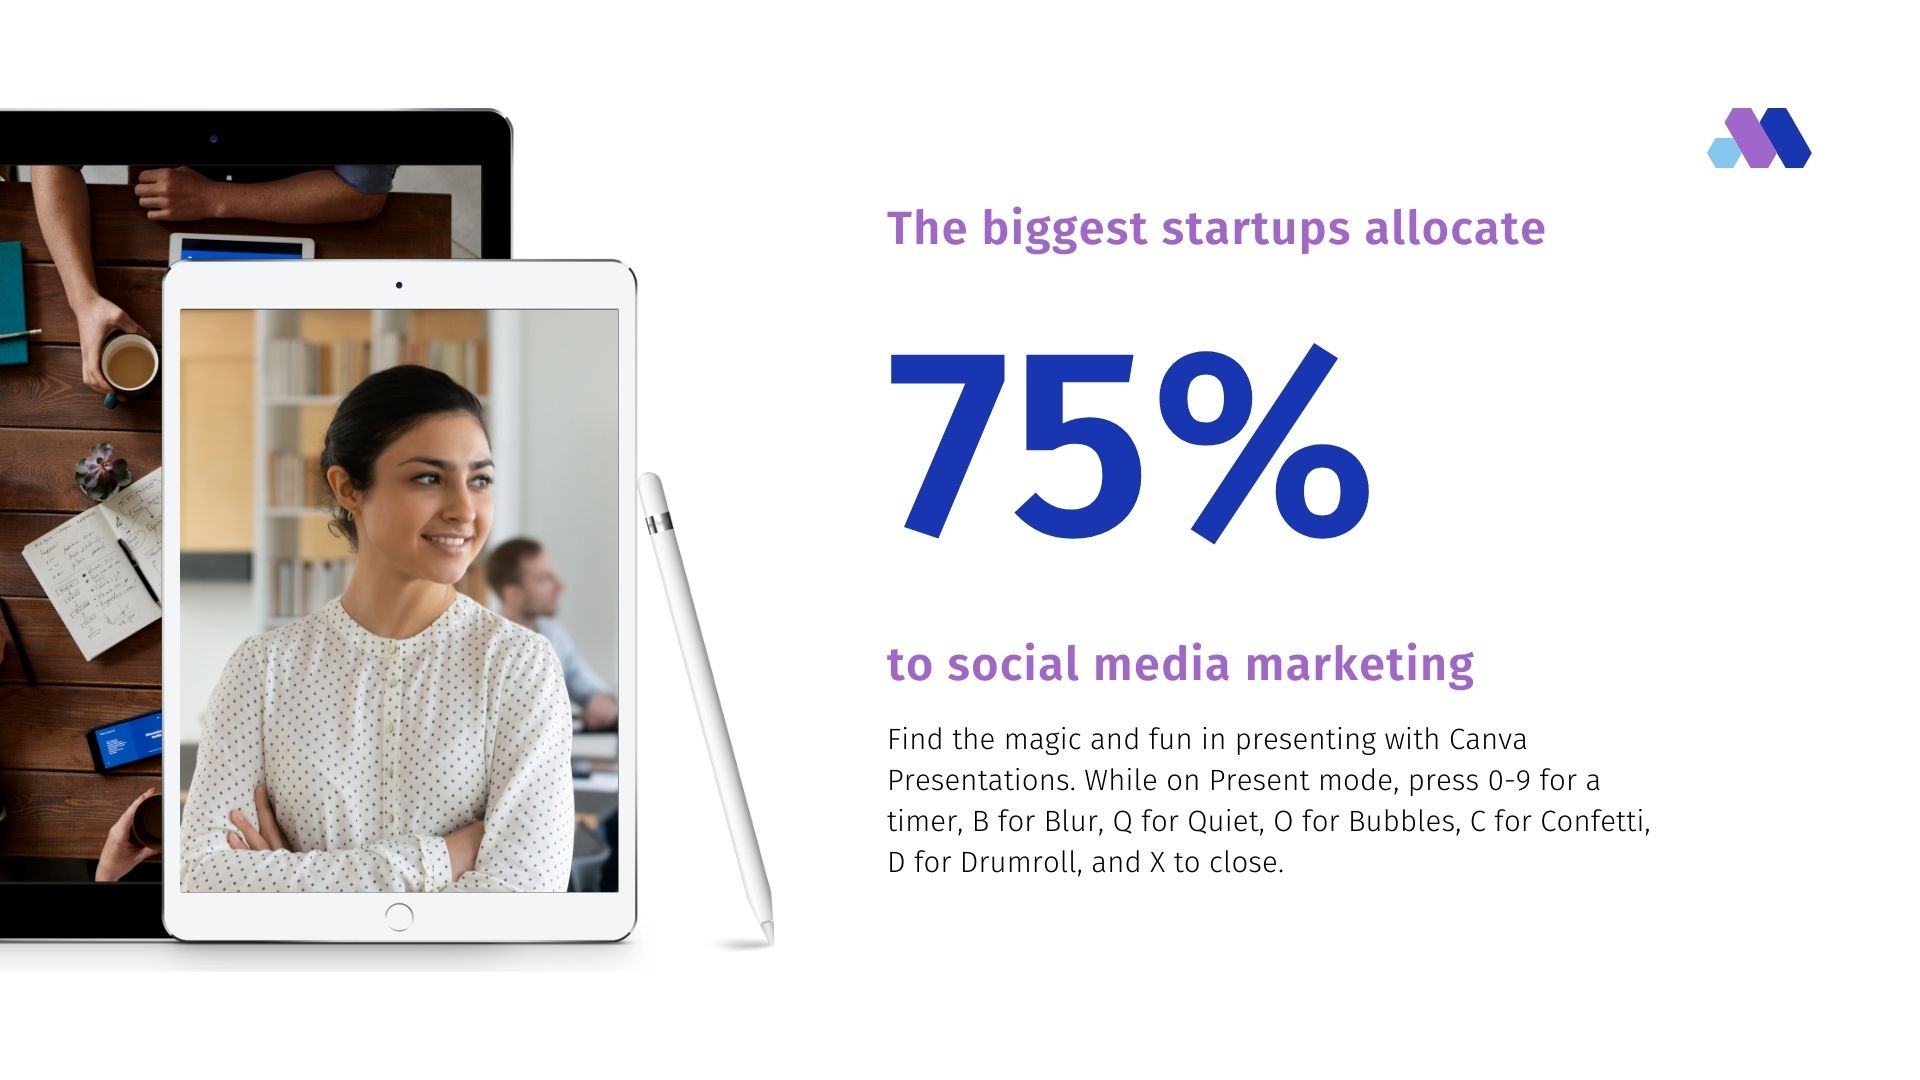 The biggest startups allocate
75%
to social media marketing
Find the magic and fun in presenting with Canva
Presentations. While on Present mode, press 0-9 for a
timer, B for Blur, Q for Quiet, O for Bubbles, C for Confetti,
D for Drumroll, and X to close.